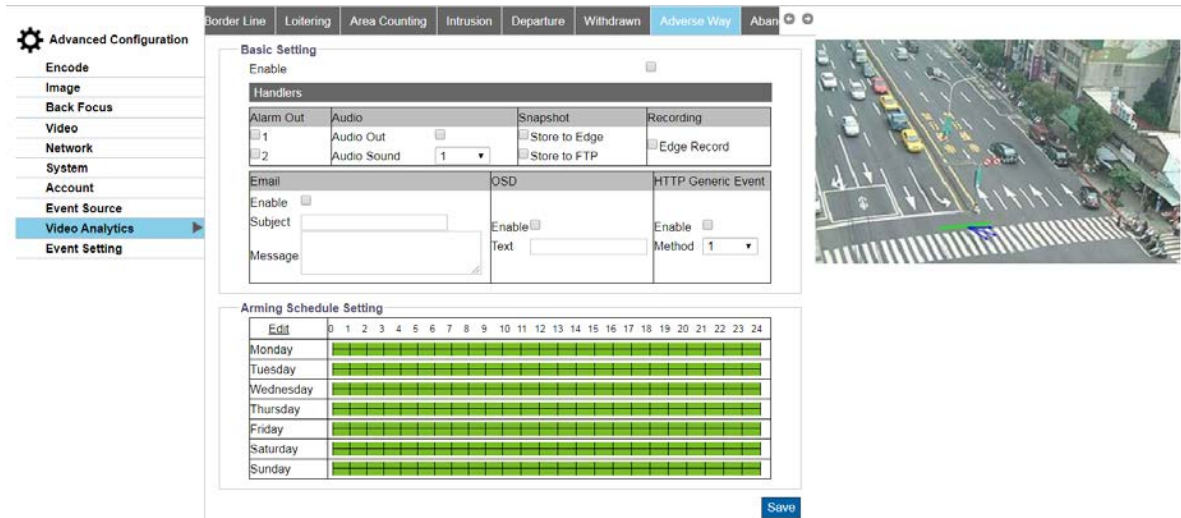 Border Line Loitering Area Counting Intrusion Departure Withdrawn Adverse Way Aban
Advanced Configuration
Encode
Image
Back Focus
Video
Network
System
Account
Event Source
Video Analytics
Event Setting
Basic Setting
Enable
Handlers
Alarm Out Audio Snapshot Recording
1 Audio Out Store to Edge Edge Record
2 Audio Sound 1 Store to FTP
Email OSD HTTP Generic Event
Enable
Subject Enable Enable
Message Text Method 1
Arming Schedule Setting
Edit 0 1 2 3 4 5 6 7 8 9 10 11 12 13 14 15 16 17 18 19 20 21 22 23 24
Monday
Tuesday
Wednesday
Thursday
Friday
Saturday
Sunday
Save